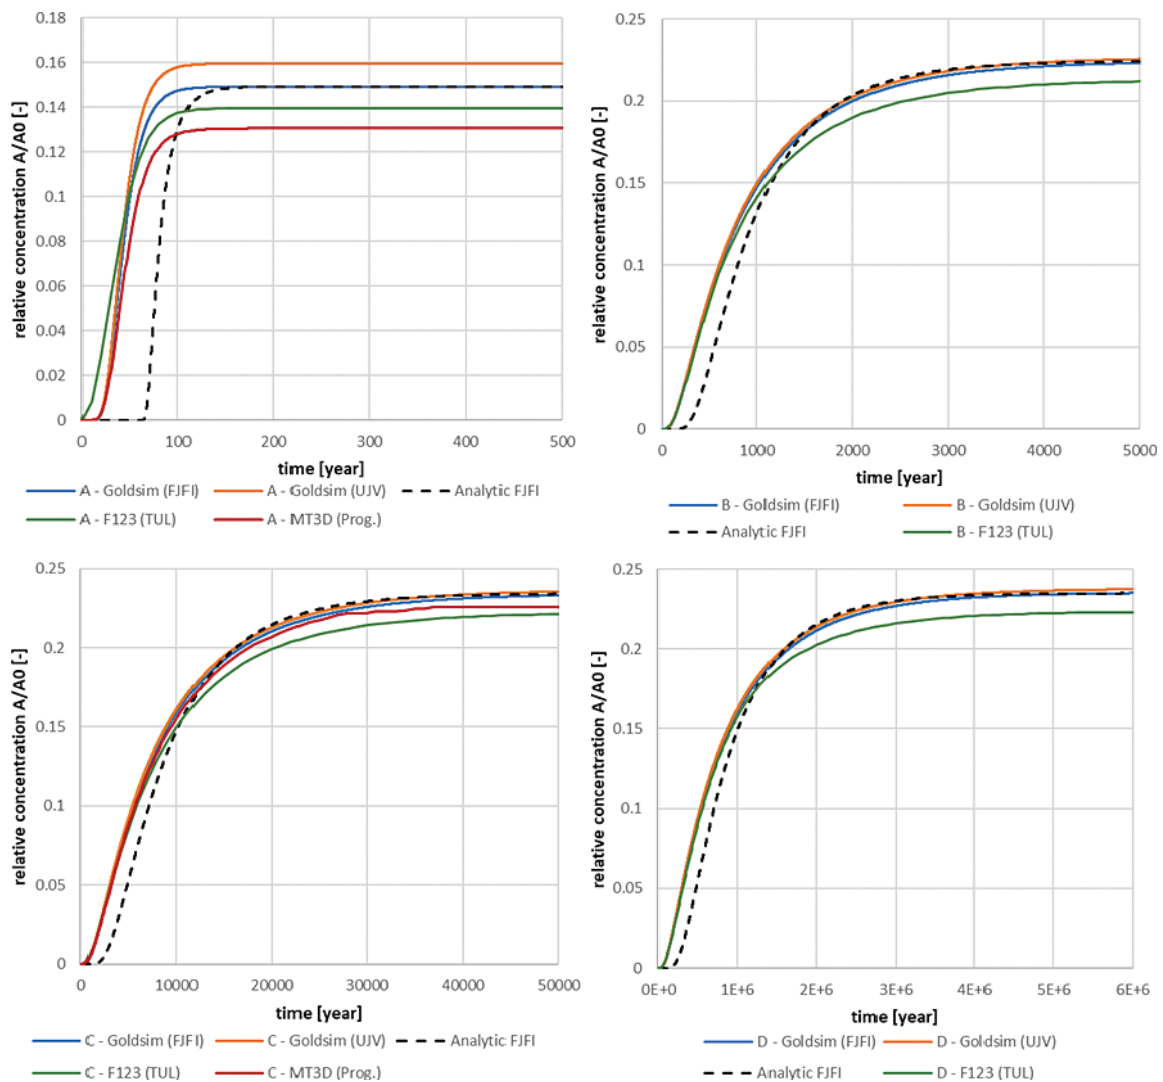 relative concentration A/A0 [-]
0.18
0.16
0.14
0.12
0.1
0.08
0.06
0.04
0.02
0
0 100 200 300 400 500
time [year]
A - Goldsim (FJFI) A - Goldsim (UJV) Analytic FJFI
A - F123 (TUL) A - MT3D (Prog.)
relative concentration A/A0 [-]
0.25
0.2
0.15
0.1
0.05
0
0 1000 2000 3000 4000 5000
time [year]
B - Goldsim (FJFI) B - Goldsim (UJV)
Analytic FJFI B - F123 (TUL)
relative concentration A/A0 [-]
0.25
0.2
0.15
0.1
0.05
0
0 10000 20000 30000 40000 50000
time [year]
C - Goldsim (FJFI) C - Goldsim (UJV) Analytic FJFI
C - F123 (TUL) C - MT3D (Prog.)
relative concentration A/A0 [-]
0.25
0.2
0.15
0.1
0.05
0
0E+0 1E+6 2E+6 3E+6 4E+6 5E+6 6E+6
time [year]
D - Goldsim (FJFI) D - Goldsim (UJV)
Analytic FJFI D - F123 (TUL)